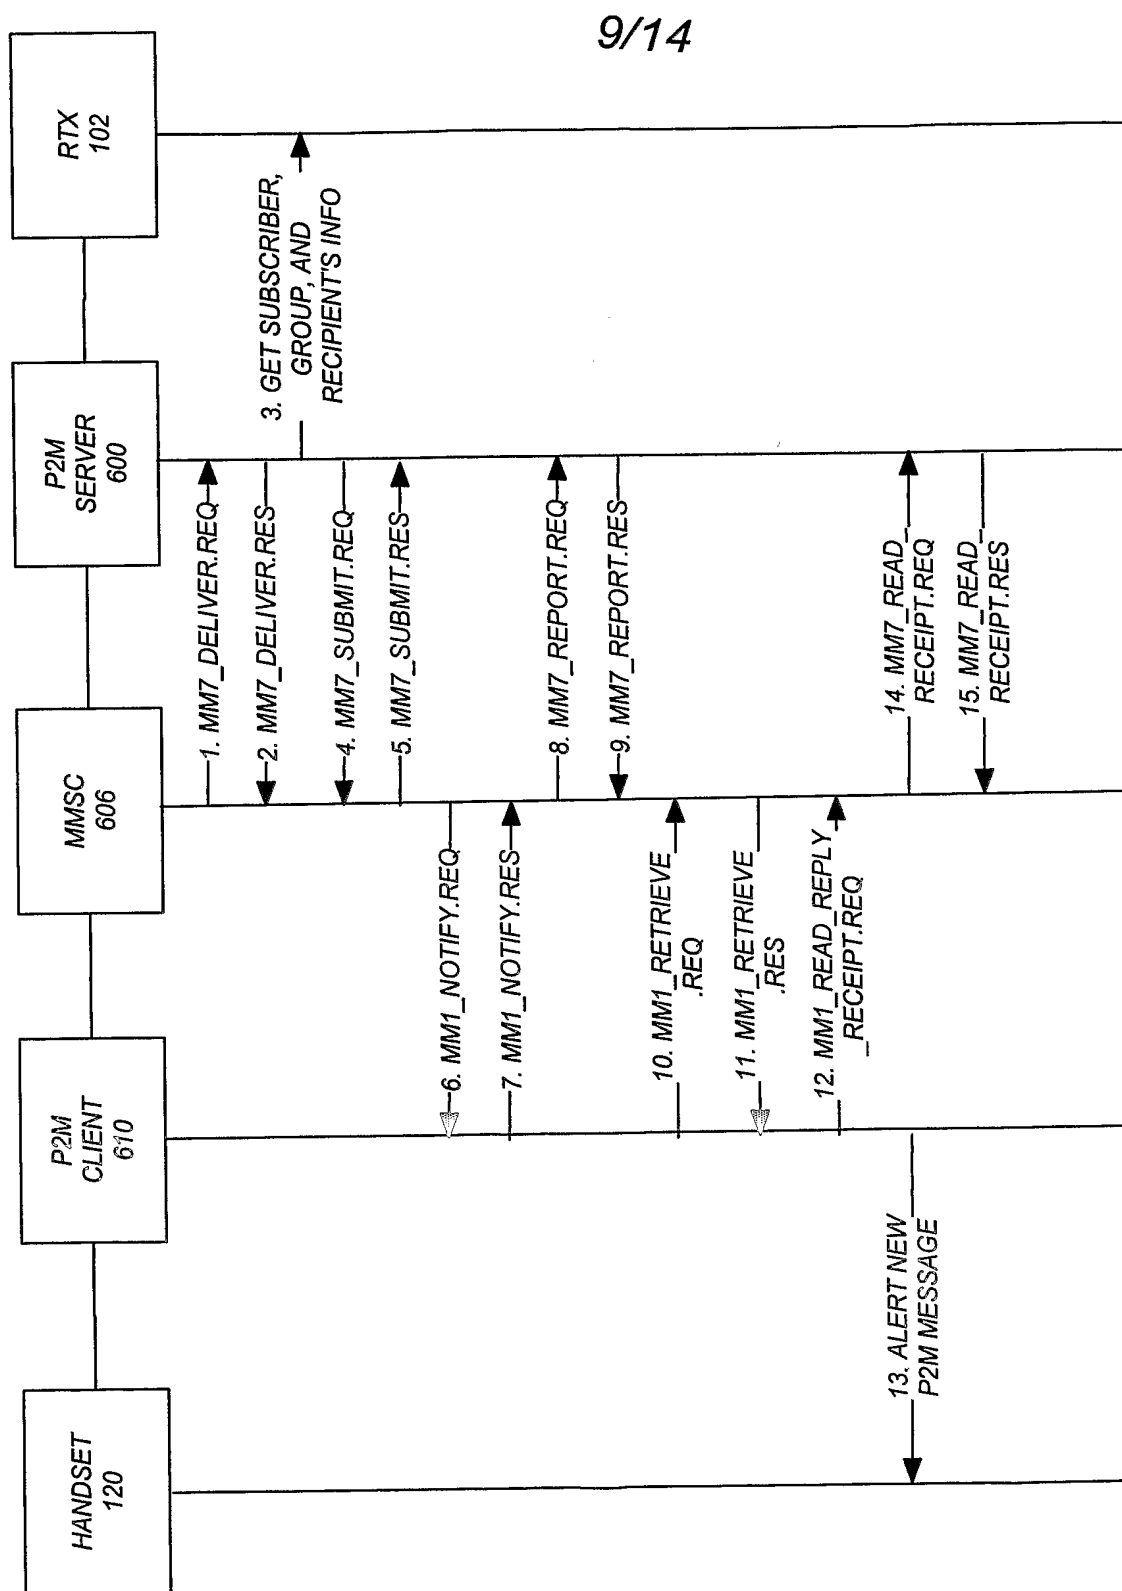 9/14
HANDSET
120
P2M
CLIENT
610
MMSC
606
P2M
SERVER
600
RTX
102
1. MM7_DELIVER.REQ
2. MM7_DELIVER.RES
3. GET SUBSCRIBER,
GROUP, AND
RECIPIENT'S INFO
4. MM7_SUBMIT.REQ
5. MM7_SUBMIT.RES
6. MM1_NOTIFY.REQ
7. MM1_NOTIFY.RES
8. MM7_REPORT.REQ
9. MM7_REPORT.RES
10. MM1_RETRIEVE
.REQ
11. MM1_RETRIEVE
.RES
12. MM1_READ_REPLY
_RECEIPT.REQ
13. ALERT NEW
P2M MESSAGE
14. MM7_READ_
RECEIPT.REQ
15. MM7_READ_
RECEIPT.RES